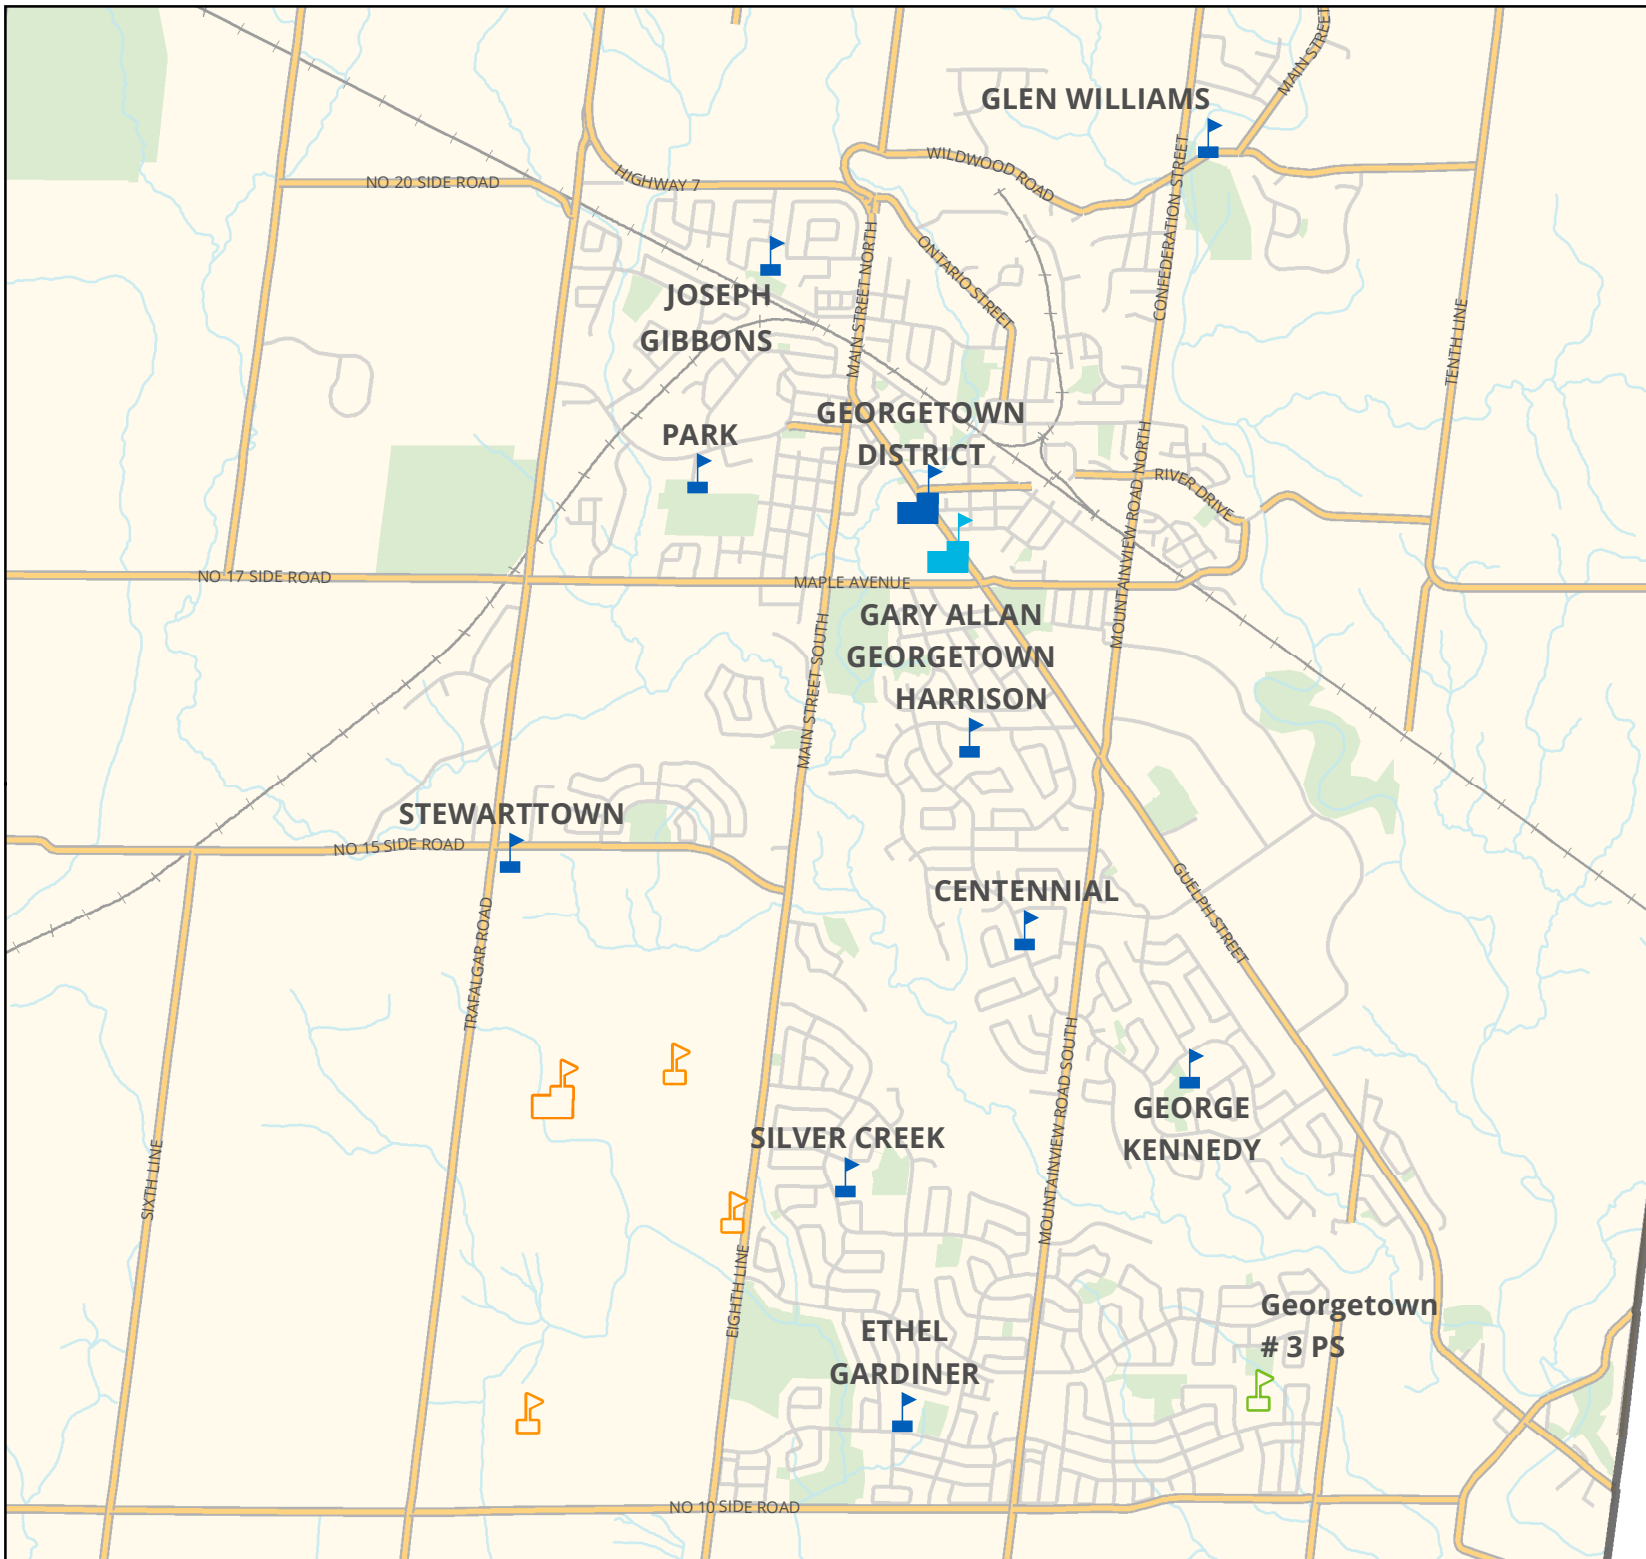 MAIN STREET
GLEN WILLIAMS
WILDWOOD ROAD
HIGHWAY 7
NO 20 SIDE ROAD
CONFEDERATION STREET
MAIN STREET NORTH
ONTARIO STREET
JOSEPH
GIBBONS
TENTH LINE
GEORGETOWN
DISTRICT
PARK
RIVER DRIVE
MOUNTAINVIEW ROAD NORTH
NO 17 SIDE ROAD
MAPLE AVENUE
GARY ALLAN
GEORGETOWN
HARRISON
MAIN STREET SOUTH
STEWARTTOWN
NO 15 SIDE ROAD
CENTENNIAL
GUELPH STREET
TRAFALGAR ROAD
MOUNTAINVIEW ROAD SOUTH
GEORGE
KENNEDY
SILVER CREEK
SIXTH LINE
EIGHTH LINE
Georgetown
# 3 PS
ETHEL
GARDINER
NO 10 SIDE ROAD